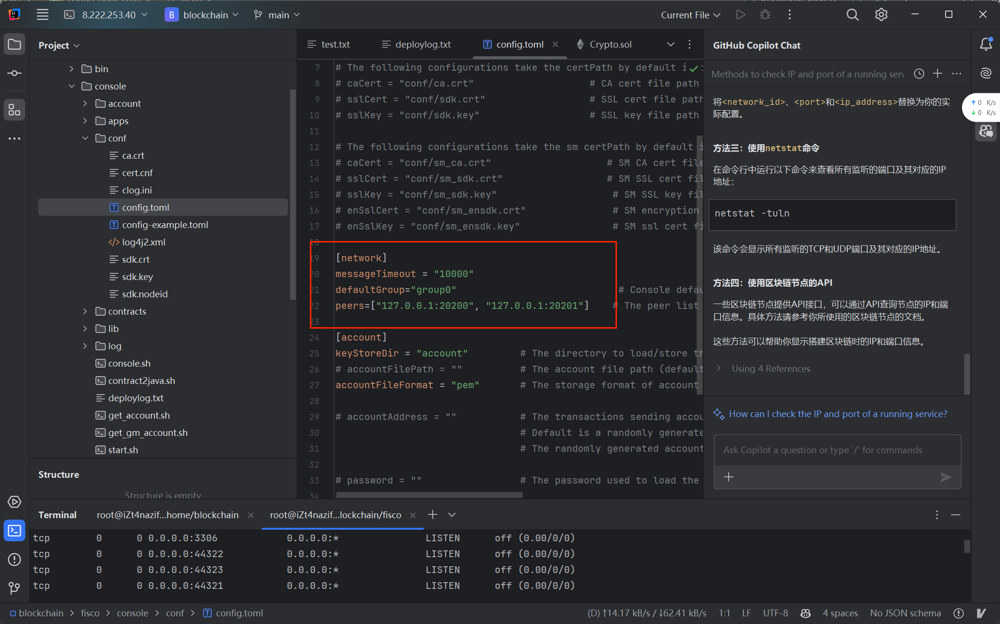 8.222.253.40
B blockchain
main
Current File
Project
bin
console
account
apps
conf
ca.crt
cert.cnf
clog.ini
config.toml
config-example.toml
log4j2.xml
sdk.crt
sdk.key
sdk.nodeid
contracts
lib
log
console.sh
contract2java.sh
deploylog.txt
get_account.sh
get_gm_account.sh
start.sh
Structure
Structure is empty
test.txt
deploylog.txt
config.toml
Crypto.sol
7 # The following configurations take the certPath by default i
8 # caCert = "conf/ca.crt" # CA cert file path
9 # sslCert = "conf/sdk.crt" # SSL cert file path
10 # sslKey = "conf/sdk.key" # SSL key file path
11
12 # The following configurations take the sm certPath by default i
13 # caCert = "conf/sm_ca.crt" # SM CA cert file
14 # sslCert = "conf/sm_sdk.crt" # SM SSL cert fil
15 # sslKey = "conf/sm_sdk.key" # SM SSL key fil
16 # enSslCert = "conf/sm_ensdk.crt" # SM encryption
17 # enSslKey = "conf/sm_ensdk.key" # SM ssl cert fi
18
19 [network]
20 messageTimeout = "10000"
21 defaultGroup="group0" # Console defau
22 peers=["127.0.0.1:20200", "127.0.0.1:20201"] # The peer list
23
24 [account]
25 keyStoreDir = "account" # The directory to load/store th
26 # accountFilePath = "" # The account file path (default
27 accountFileFormat = "pem" # The storage format of account
28
29 # accountAddress = "" # The transactions sending accou
30 # Default is a randomly generate
31 # The randomly generated account
32
33 # password = "" # The password used to load the
34
GitHub Copilot Chat
Methods to check IP and port of a running serv
将<network_id>、<port>和<ip_address>替换为你的实
际配置。
方法三：使用netstat命令
在命令行中运行以下命令来查看所有监听的端口及其对应的IP
地址：
netstat -tuln
该命令会显示所有监听的TCP和UDP端口及其对应的IP地址。
方法四：使用区块链节点的API
一些区块链节点提供API接口，可以通过API查询节点的IP和端
口信息。具体方法请参考你所使用的区块链节点的文档。
这些方法可以帮助你显示搭建区块链时的IP和端口信息。
Using 4 References
How can I check the IP and port of a running service?
Ask Copilot a question or type '/' for commands
↑0 K/s
↓0 K/s
Terminal
root@iZt4nazif...home/blockchain
root@iZt4nazif...lockchain/fisco
tcp 0 0 0.0.0.0:3306 0.0.0.0:* LISTEN off (0.00/0/0)
tcp 0 0 0.0.0.0:44322 0.0.0.0:* LISTEN off (0.00/0/0)
tcp 0 0 0.0.0.0:44323 0.0.0.0:* LISTEN off (0.00/0/0)
tcp 0 0 0.0.0.0:44321 0.0.0.0:* LISTEN off (0.00/0/0)
blockchain > fisco > console > conf > config.toml
(D) ↑14.17 kB/s / ↓62.41 kB/s 1:1 LF UTF-8 4 spaces No JSON schema